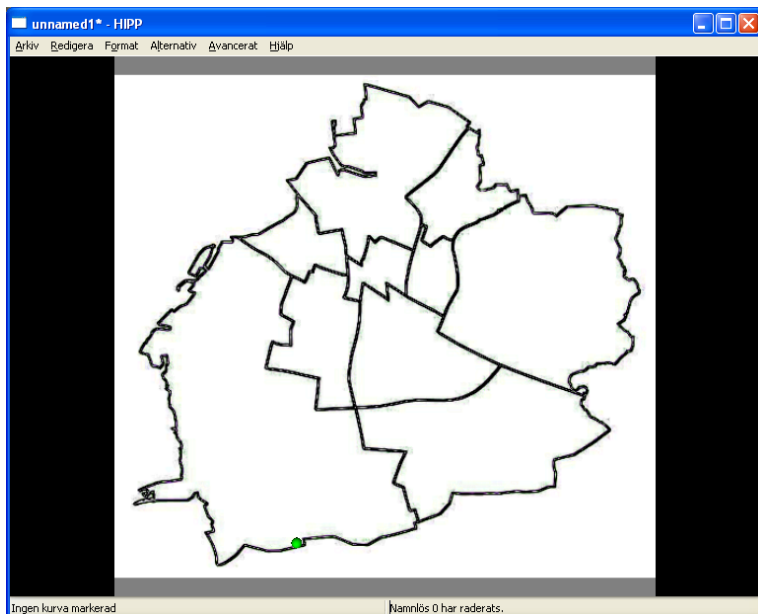 unnamed1* - HIPP
Arkiv Redigera Format Alternativ Avancerat Hjälp
Ingen kurva markerad Namnlös 0 har raderats.